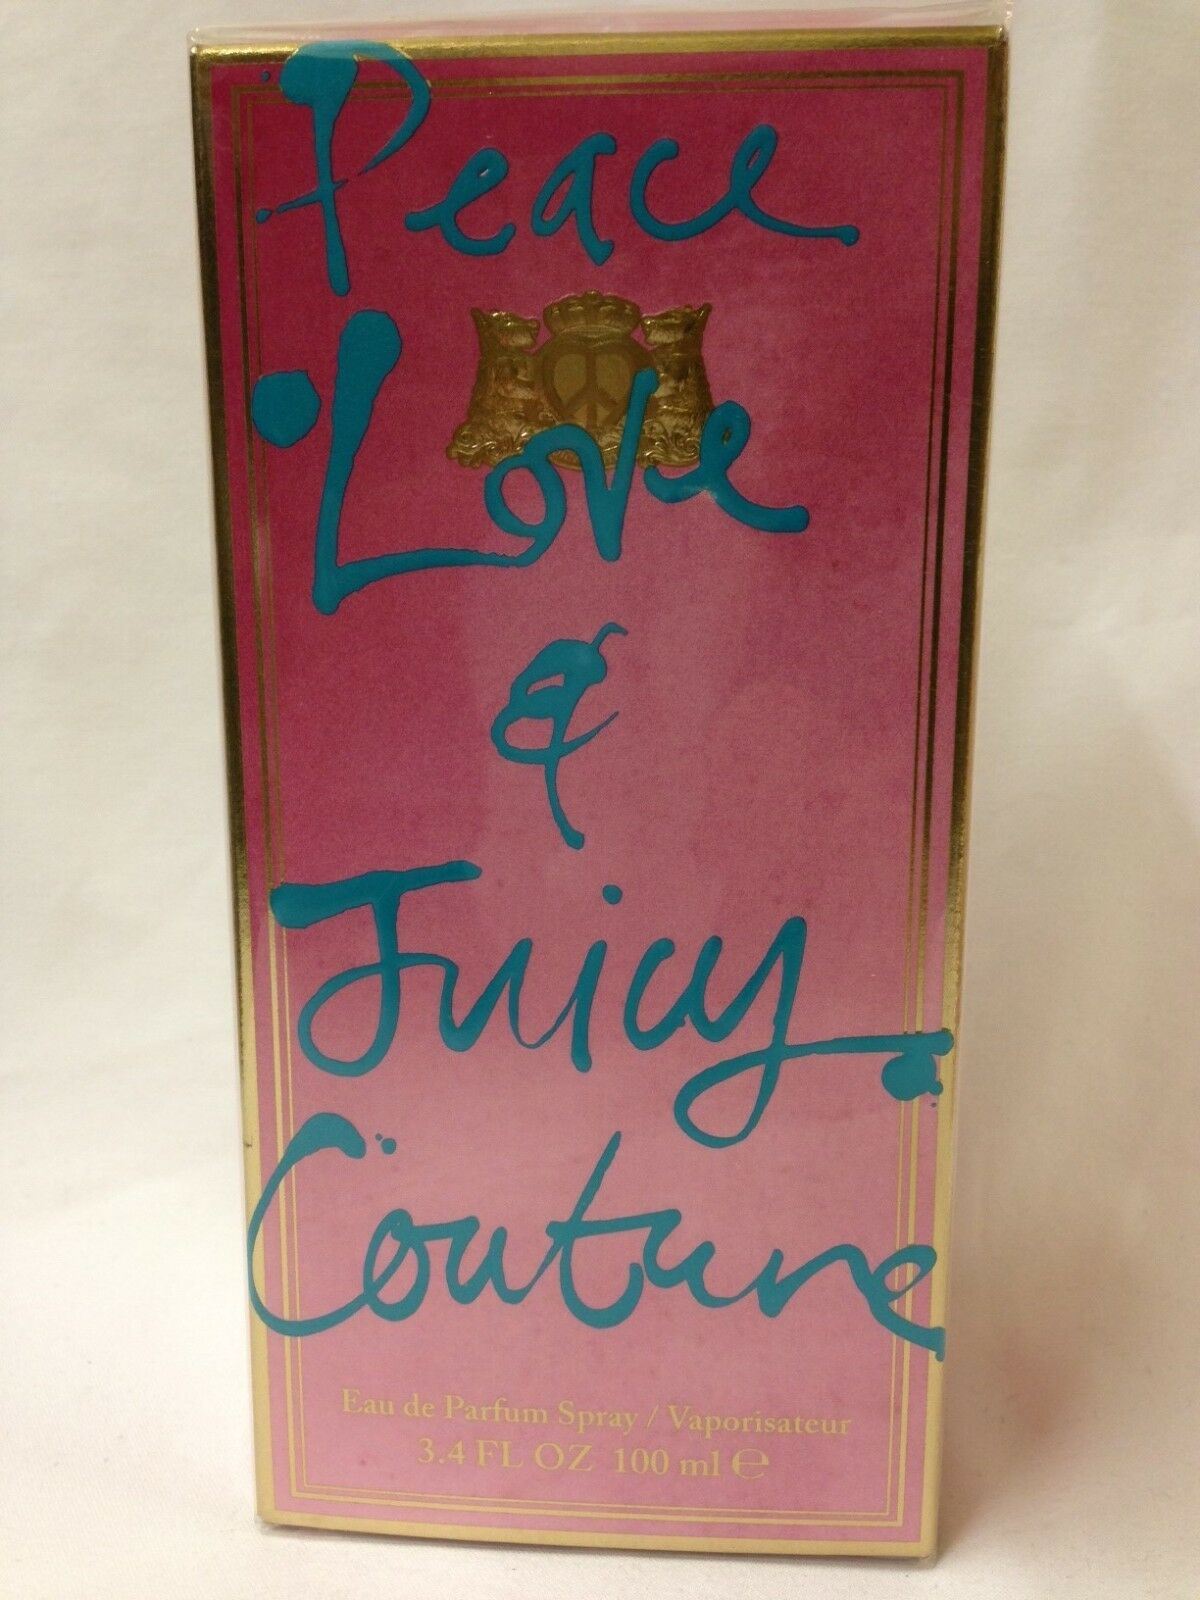 Peace
Love
&
Juicy
Couture
Eau de Parfum Spray / Vaporisateur
3.4 FL OZ 100 ml ℮